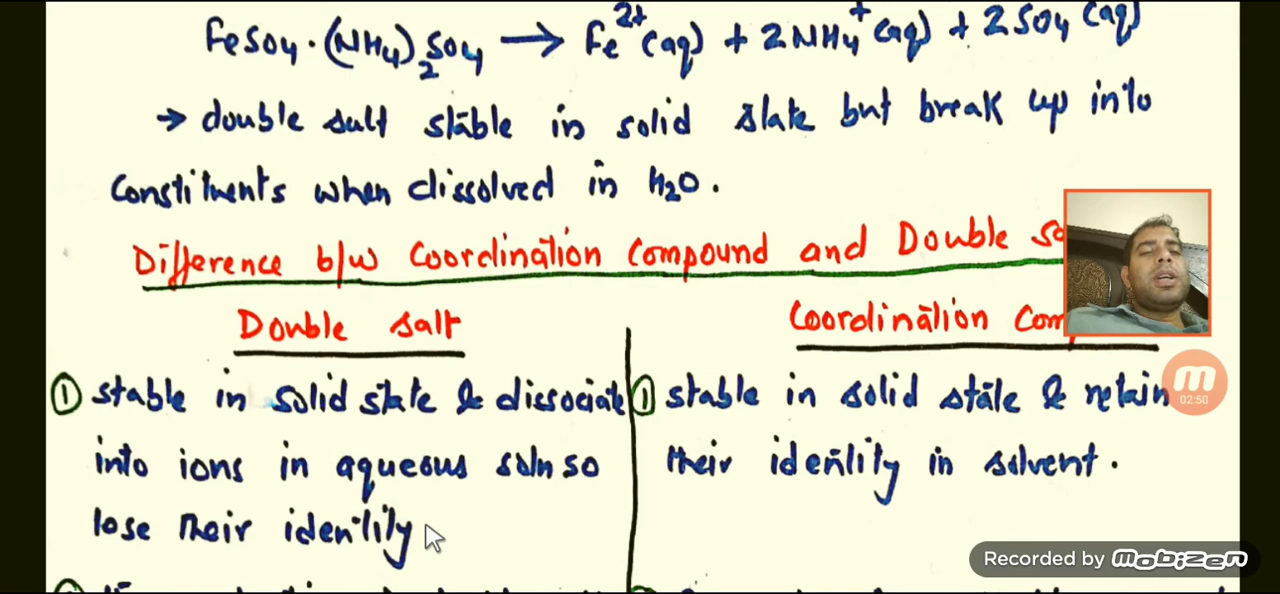 FeSO4·(NH4)2SO4 → Fe2+(aq) + 2NH4+(aq) + 2SO4 (aq)
→ double salt stable in solid state but break up into
Constituents when dissolved in H2O.
Difference b/w Coordination Compound and Double
Double salt
Coordination
① stable in solid state & dissociate
into ions in aqueous soln so
lose their identity
① stable in solid state & retain
their identity in solvent.
02:50
Recorded by MOBIZEN